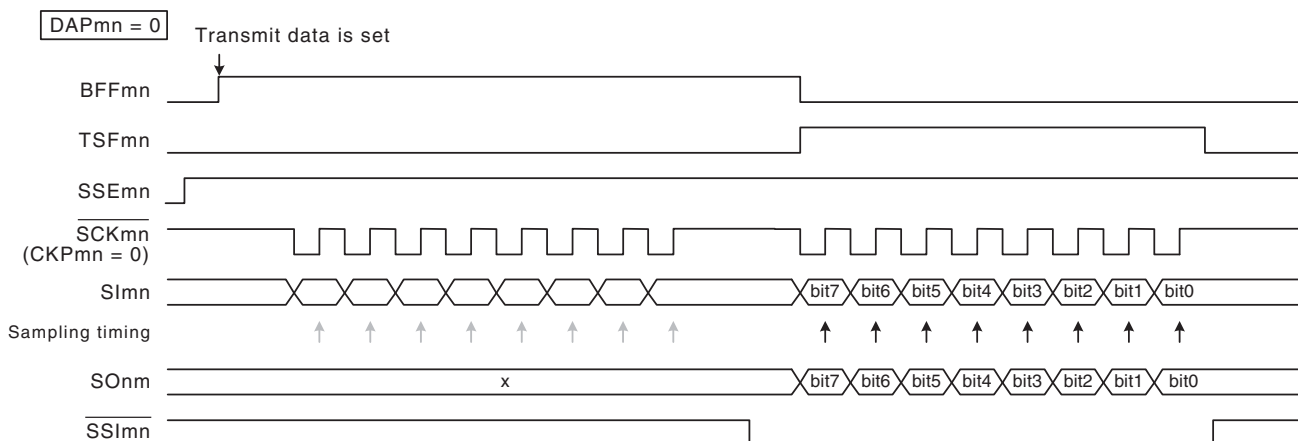 DAPmn = 0
Transmit data is set
BFFmn
TSFmn
SSEmn
SCKmn
(CKPmn = 0)
SImn
bit7 bit6 bit5 bit4 bit3 bit2 bit1 bit0
Sampling timing
SOnm
x
bit7 bit6 bit5 bit4 bit3 bit2 bit1 bit0
SSImn